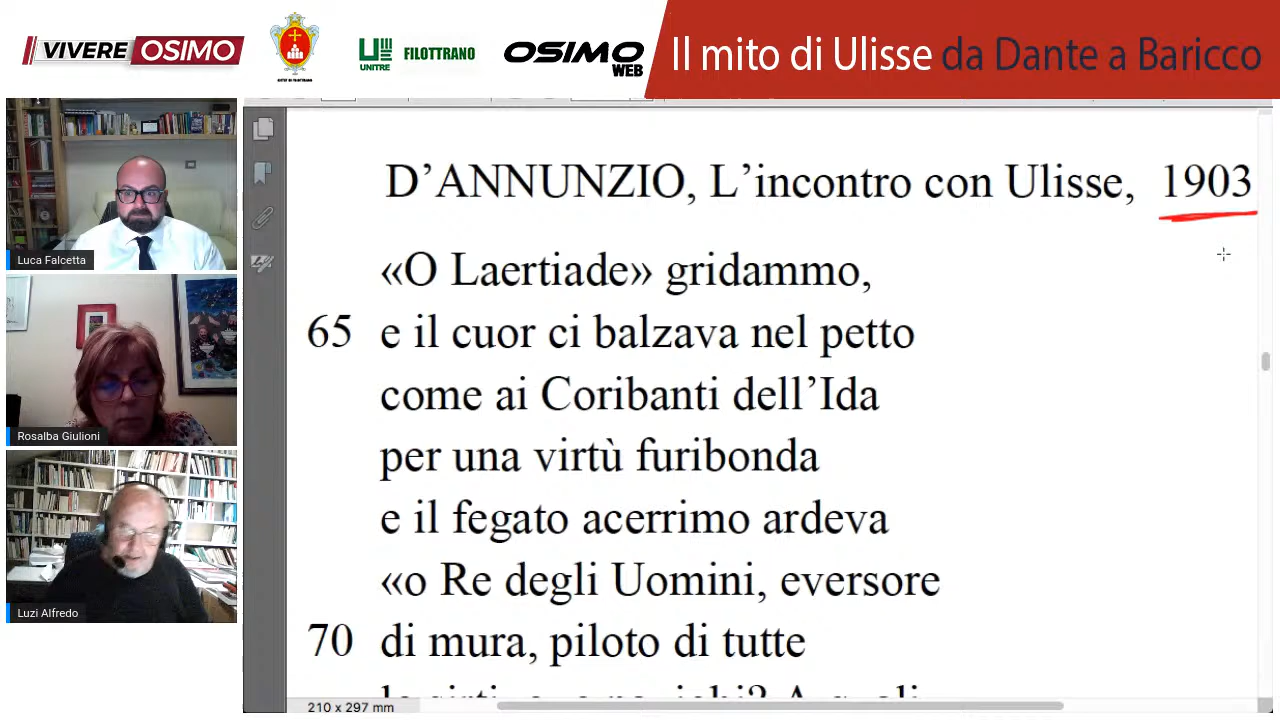 VIVERE OSIMO
UNITRE
FILOTTRANO
OSIMO
WEB
Il mito di Ulisse da Dante a Baricco
Luca Falcetta
Rosalba Giulioni
Luzi Alfredo
D’ANNUNZIO, L’incontro con Ulisse, 1903
«O Laertiade» gridammo,
65 e il cuor ci balzava nel petto
come ai Coribanti dell’Ida
per una virtù furibonda
e il fegato acerrimo ardeva
«o Re degli Uomini, eversore
70 di mura, piloto di tutte
210 x 297 mm